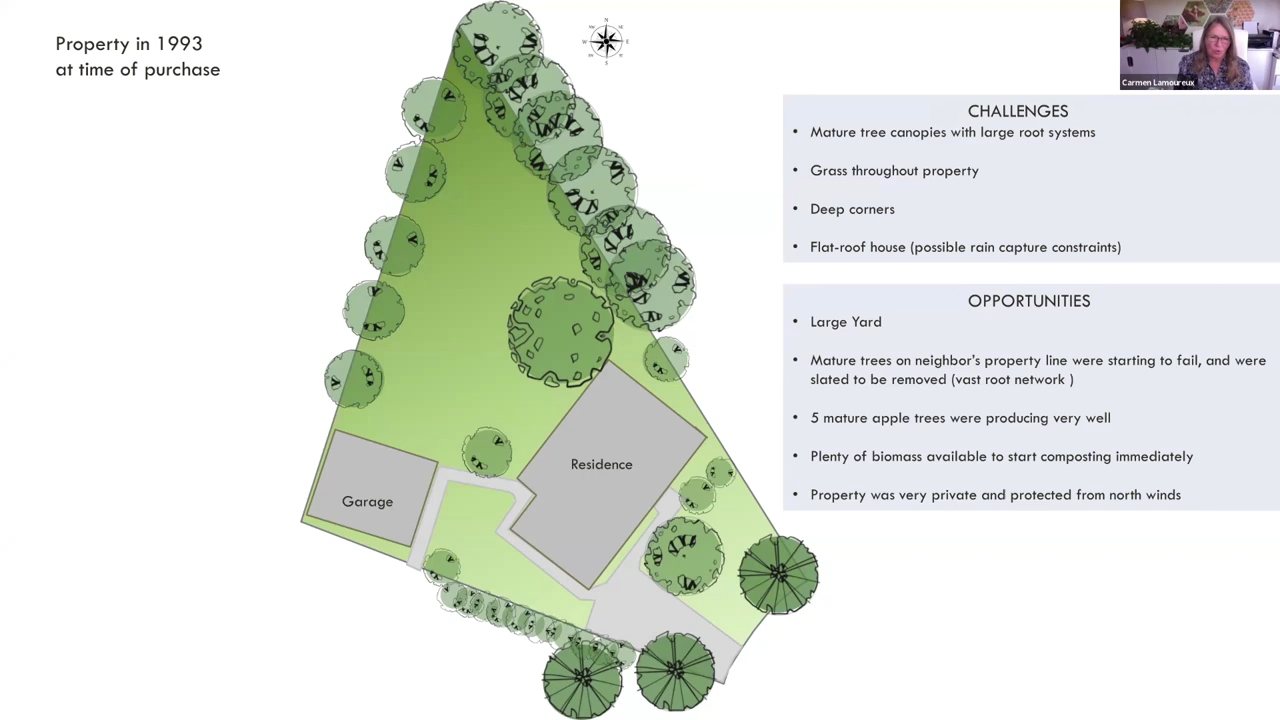 Property in 1993
at time of purchase
N
W
E
S
Carmen Lamoureux
CHALLENGES
• Mature tree canopies with large root systems
• Grass throughout property
• Deep corners
• Flat-roof house (possible rain capture constraints)
OPPORTUNITIES
• Large Yard
• Mature trees on neighbor's property line were starting to fail, and were
slated to be removed (vast root network )
• 5 mature apple trees were producing very well
• Plenty of biomass available to start composting immediately
• Property was very private and protected from north winds
Residence
Garage